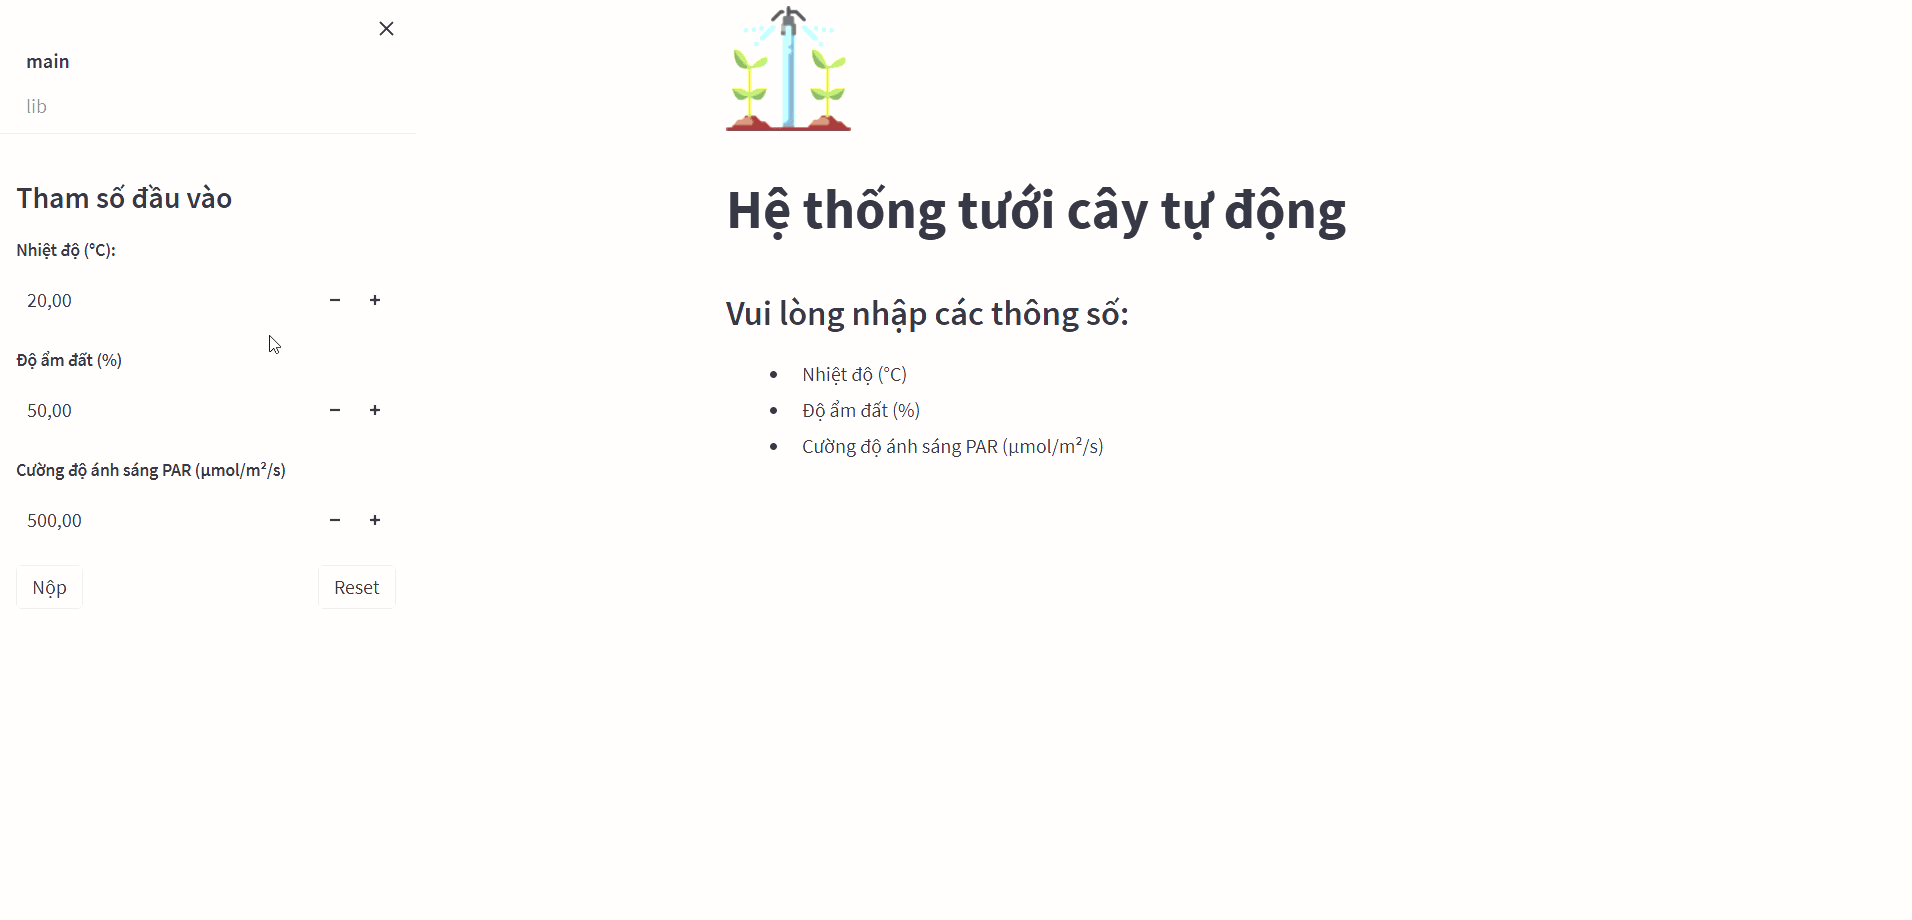 main
lib
Tham số đầu vào
Nhiệt độ (°C):
20,00
Độ ẩm đất (%)
50,00
Cường độ ánh sáng PAR (µmol/m²/s)
500,00
Nộp
Reset
Hệ thống tưới cây tự động
Vui lòng nhập các thông số:
Nhiệt độ (°C)
Độ ẩm đất (%)
Cường độ ánh sáng PAR (µmol/m²/s)